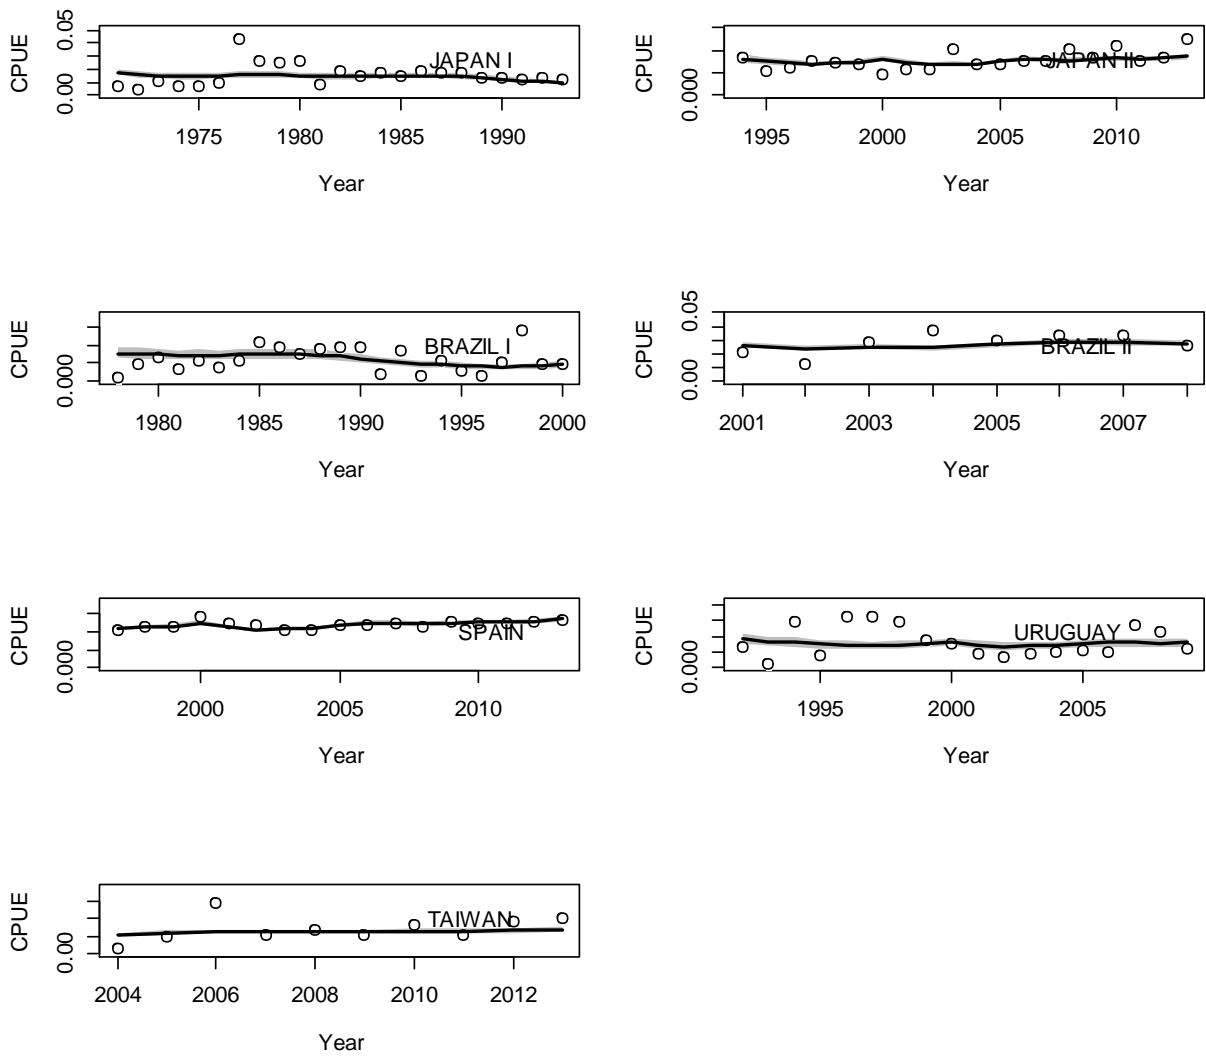 CPUE
0.00 0.05
JAPAN I
1975 1980 1985 1990
Year
CPUE
0.000
JAPAN II
1995 2000 2005 2010
Year
CPUE
0.000
BRAZIL I
1980 1985 1990 1995 2000
Year
CPUE
0.00 0.05
BRAZIL II
2001 2003 2005 2007
Year
CPUE
0.000
SPAIN
2000 2005 2010
Year
CPUE
0.000
URUGUAY
1995 2000 2005
Year
CPUE
0.00
TAIWAN
2004 2006 2008 2010 2012
Year